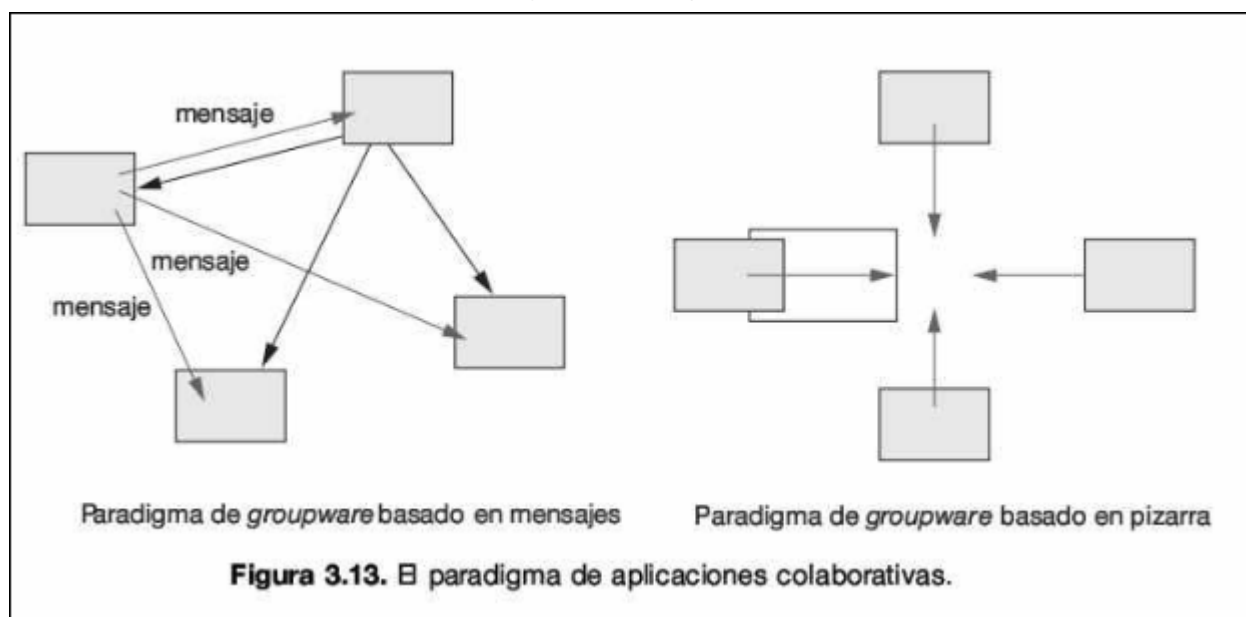 mensaje
mensaje
mensaje
Paradigma de groupware basado en mensajes
Paradigma de groupware basado en pizarra
Figura 3.13. El paradigma de aplicaciones colaborativas.